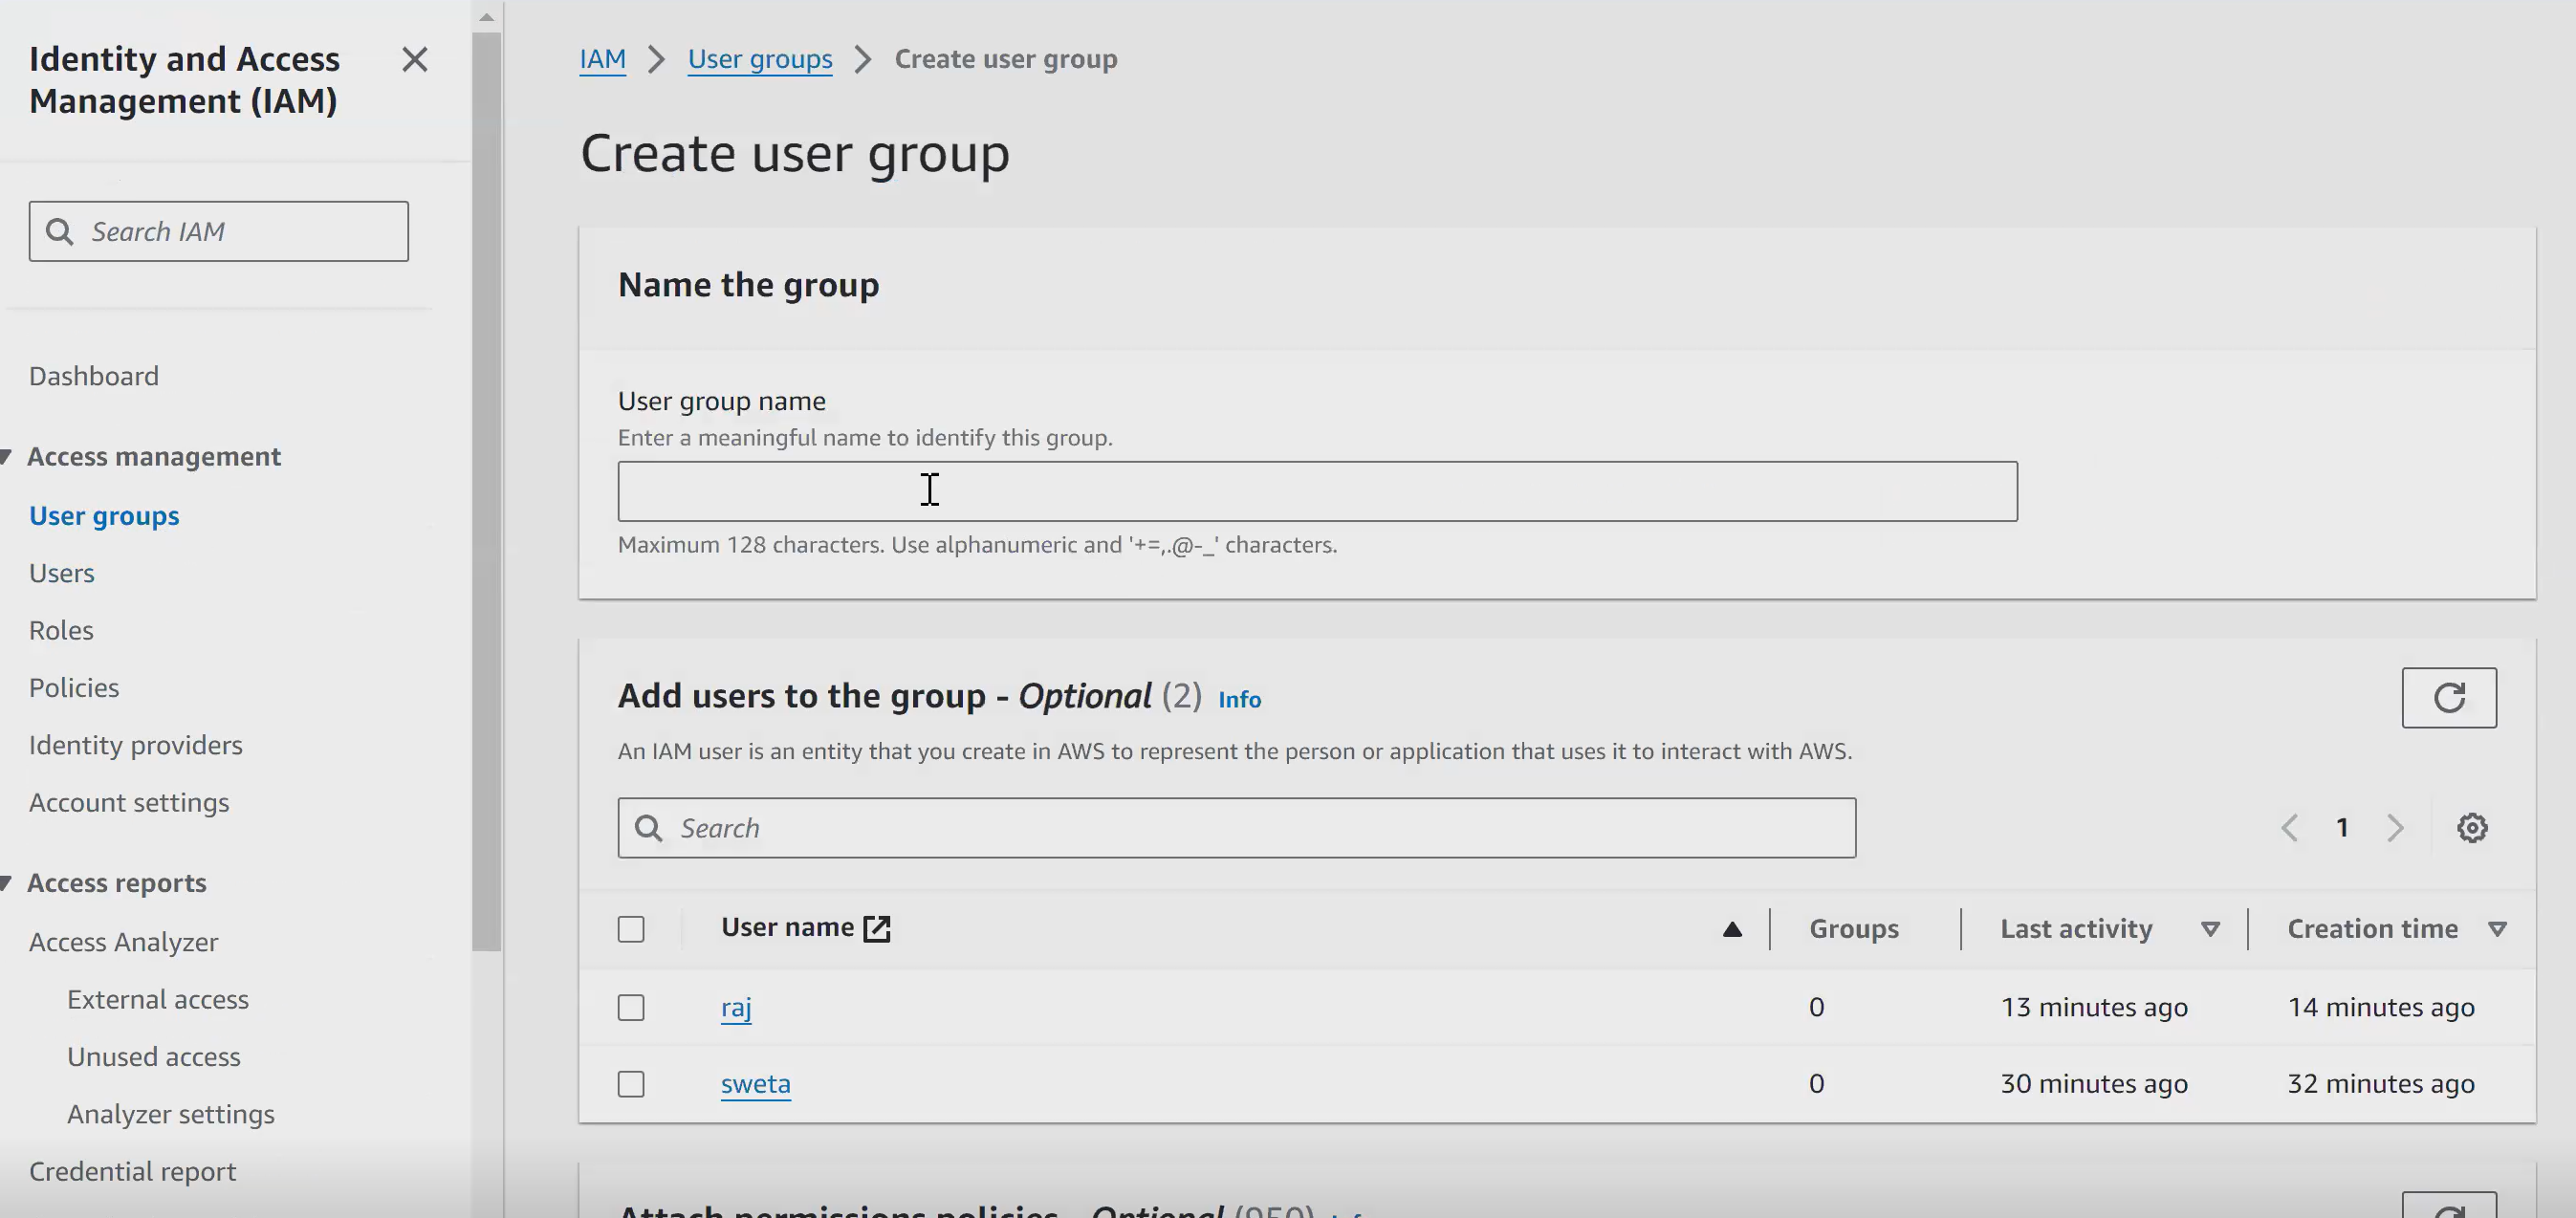 Identity and Access
Management (IAM)
Search IAM
Dashboard
Access management
User groups
Users
Roles
Policies
Identity providers
Account settings
Access reports
Access Analyzer
External access
Unused access
Analyzer settings
Credential report
IAM > User groups > Create user group
Create user group
Name the group
User group name
Enter a meaningful name to identify this group.
Maximum 128 characters. Use alphanumeric and '+=,.@-_' characters.
Add users to the group - Optional (2) Info
An IAM user is an entity that you create in AWS to represent the person or application that uses it to interact with AWS.
Search
1
User name Groups Last activity Creation time
raj 0 13 minutes ago 14 minutes ago
sweta 0 30 minutes ago 32 minutes ago
Attach permissions policies - Optional (950) Info